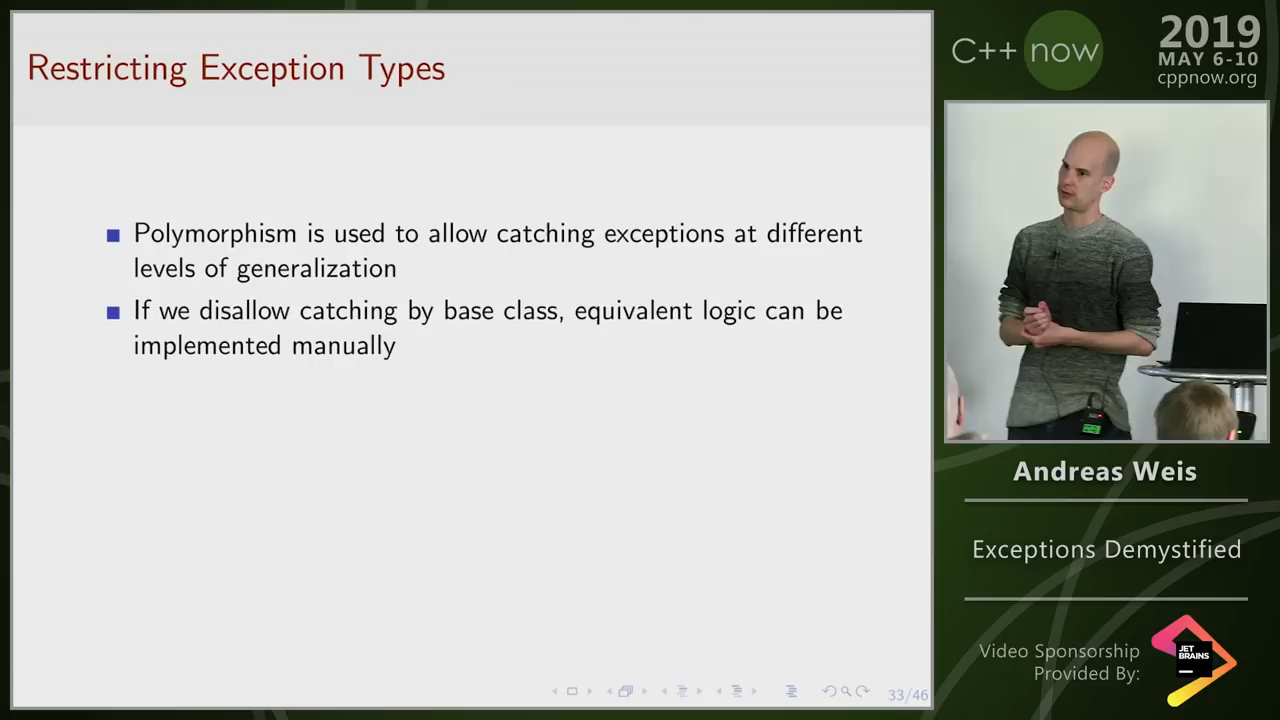 Restricting Exception Types
Polymorphism is used to allow catching exceptions at different
levels of generalization
If we disallow catching by base class, equivalent logic can be
implemented manually
33/46
C++ now
2019
MAY 6-10
cppnow.org
Andreas Weis
Exceptions Demystified
Video Sponsorship
Provided By:
JET
BRAINS